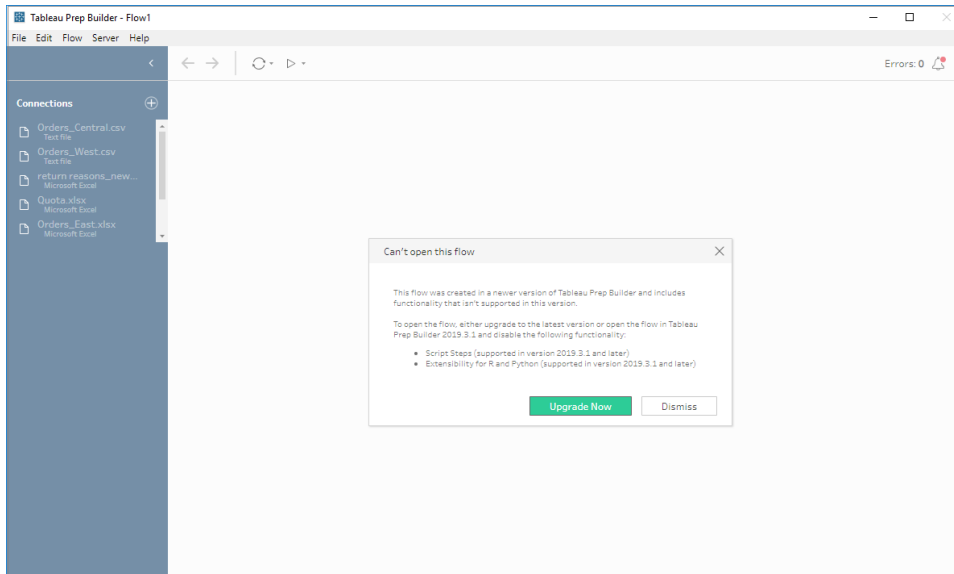 Tableau Prep Builder - Flow1
File Edit Flow Server Help
Errors: 0
Connections
Orders_Central.csv
Text file
Orders_West.csv
Text file
return reasons_new...
Microsoft Excel
Quota.xlsx
Microsoft Excel
Orders_East.xlsx
Microsoft Excel
Can't open this flow
This flow was created in a newer version of Tableau Prep Builder and includes
functionality that isn't supported in this version.
To open the flow, either upgrade to the latest version or open the flow in Tableau
Prep Builder 2019.3.1 and disable the following functionality:
• Script Steps (supported in version 2019.3.1 and later)
• Extensibility for R and Python (supported in version 2019.3.1 and later)
Upgrade Now Dismiss